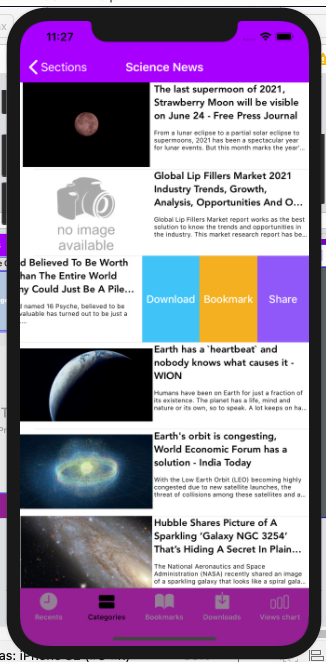 11:27
Sections
Science News
The last supermoon of 2021,
Strawberry Moon will be visible
on June 24 - Free Press Journal
From a lunar eclipse to a partial solar eclipse to
supermoons, 2021 has been a spectacular year
for lunar events. But this month marks the year'...
no image
available
Global Lip Fillers Market 2021
Industry Trends, Growth,
Analysis, Opportunities And O...
Global Lip Fillers Market report works as the best
solution to know the trends and opportunities in
the industry. This market research report has be...
d Believed To Be Worth
han The Entire World
ny Could Just Be A Pile...
l named 16 Psyche, believed to be
valuable has turned out to be just a
...
Download
Bookmark
Share
Earth has a `heartbeat` and
nobody knows what causes it -
WION
Humans have been on Earth for just a fraction of
its existence. The planet has a life, mind and
nature or its own, so to speak. A lot keeps on ha...
Earth's orbit is congesting,
World Economic Forum has a
solution - India Today
With the Low Earth Orbit (LEO) becoming highly
congested due to new satellite launches, the
threat of collisions among these satellites and a...
Hubble Shares Picture of A
Sparkling 'Galaxy NGC 3254'
That's Hiding A Secret In Plain...
The National Aeronautics and Space
Administration (NASA) recently shared an image
of a sparkling galaxy that looks like a spiral gala...
Recents
Categories
Bookmarks
Downloads
Views chart